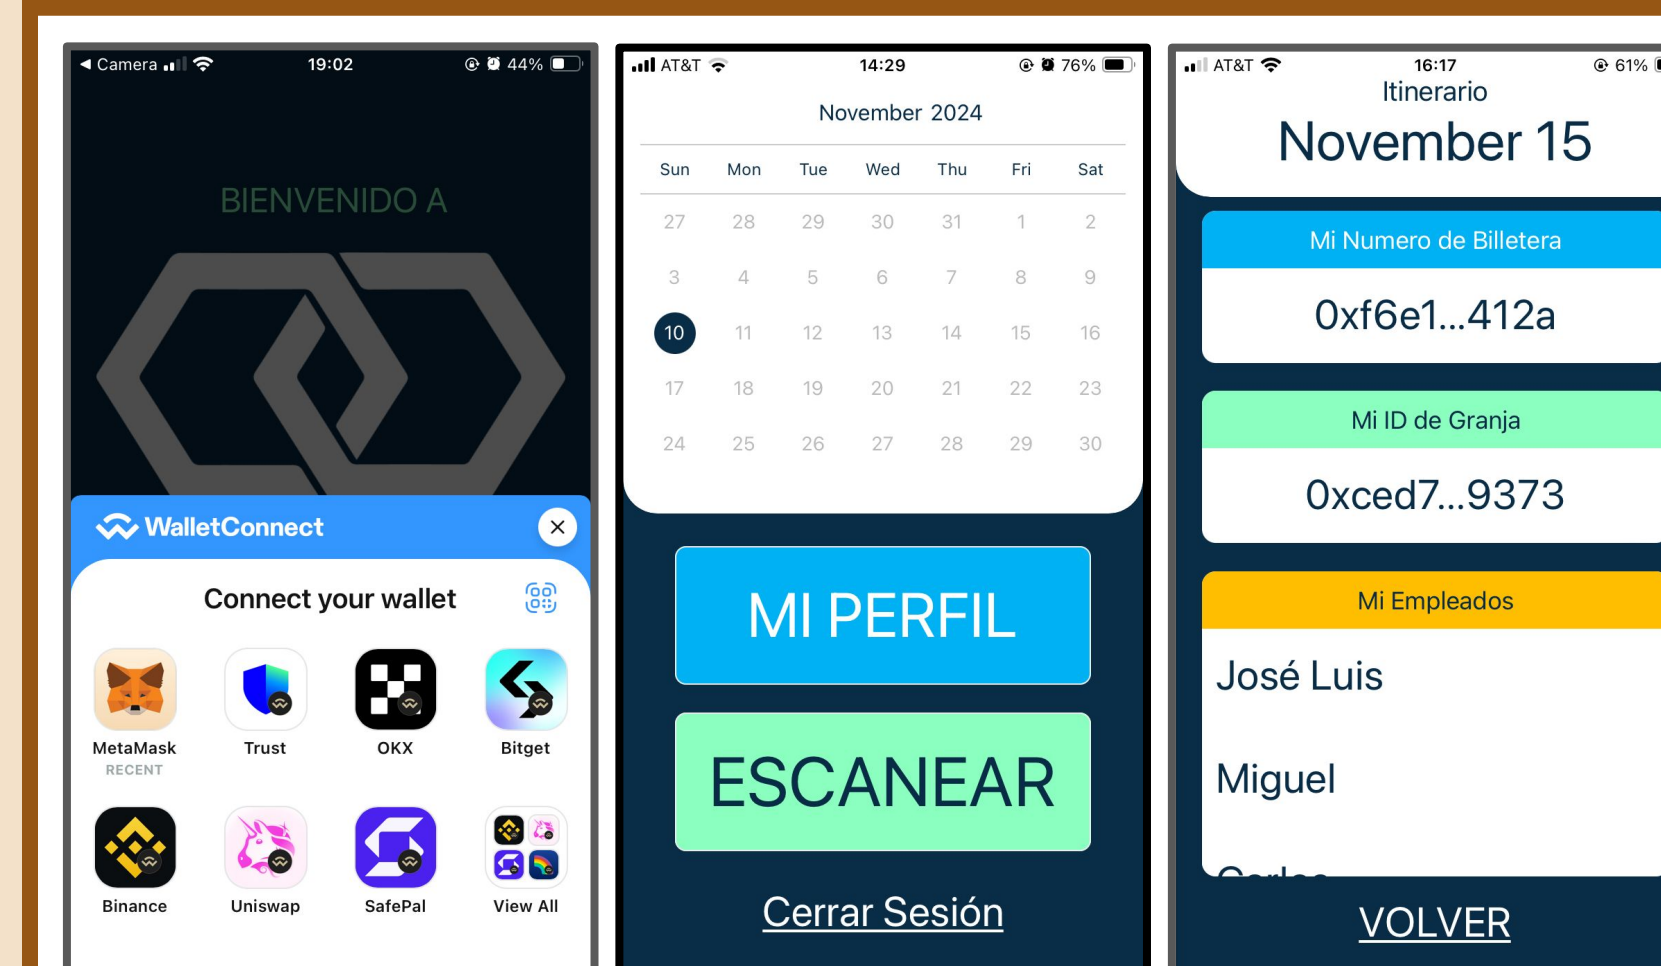 Camera 19:02 44%
BIENVENIDO A
WalletConnect
Connect your wallet
MetaMask Trust OKX Bitget
RECENT
Binance Uniswap SafePal View All
AT&T 14:29 76%
November 2024
Sun Mon Tue Wed Thu Fri Sat
27 28 29 30 31 1 2
3 4 5 6 7 8 9
10 11 12 13 14 15 16
17 18 19 20 21 22 23
24 25 26 27 28 29 30
MI PERFIL
ESCANEAR
Cerrar Sesión
AT&T 16:17 61%
Itinerario
November 15
Mi Numero de Billetera
0xf6e1...412a
Mi ID de Granja
0xced7...9373
Mi Empleados
José Luis
Miguel
VOLVER